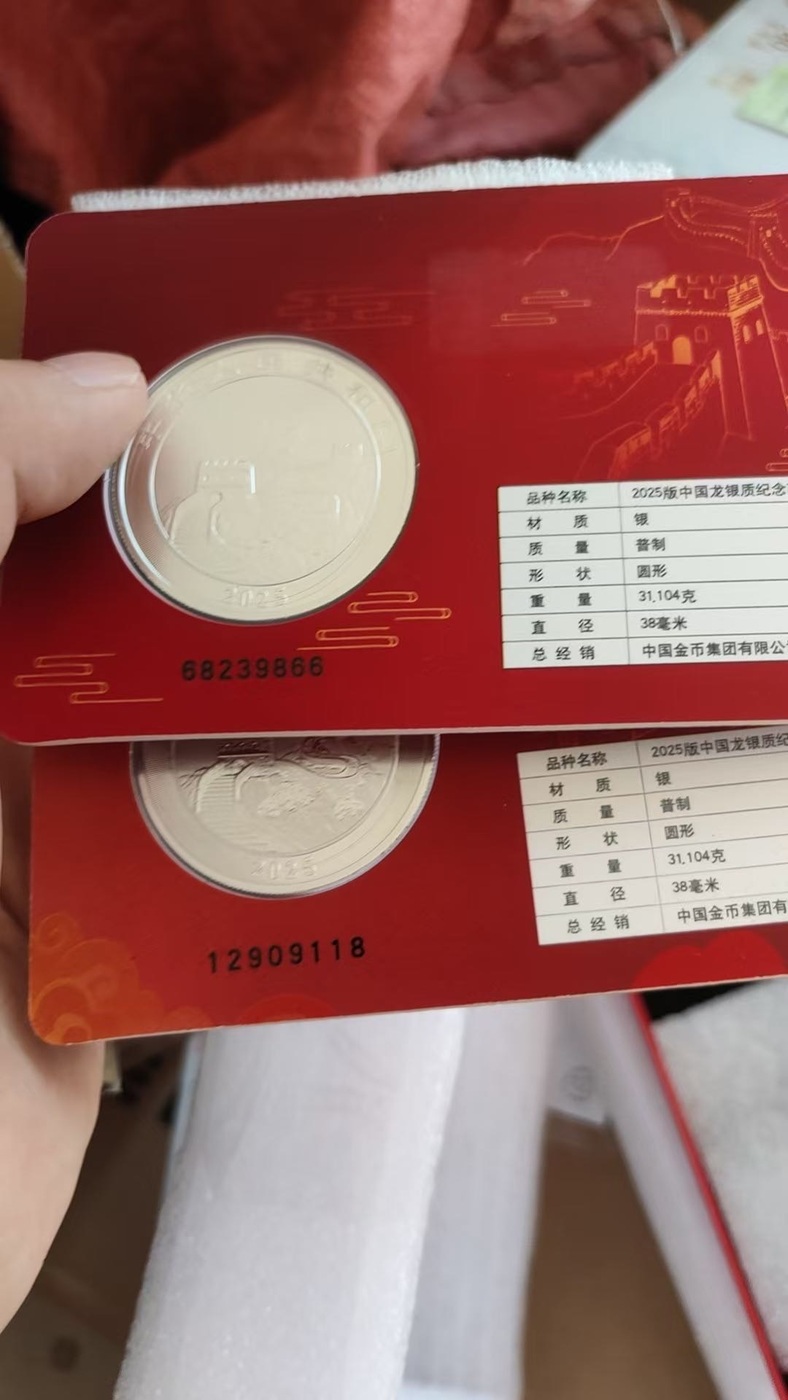 2025
68239866
品种名称 2025版中国龙银质纪念
材 质 银
质 量 普制
形 状 圆形
重 量 31.104克
直 径 38毫米
总 经 销 中国金币集团有限公
2025
12909118
品种名称 2025版中国龙银质纪
材 质 银
质 量 普制
形 状 圆形
重 量 31.104克
直 径 38毫米
总 经 销 中国金币集团有